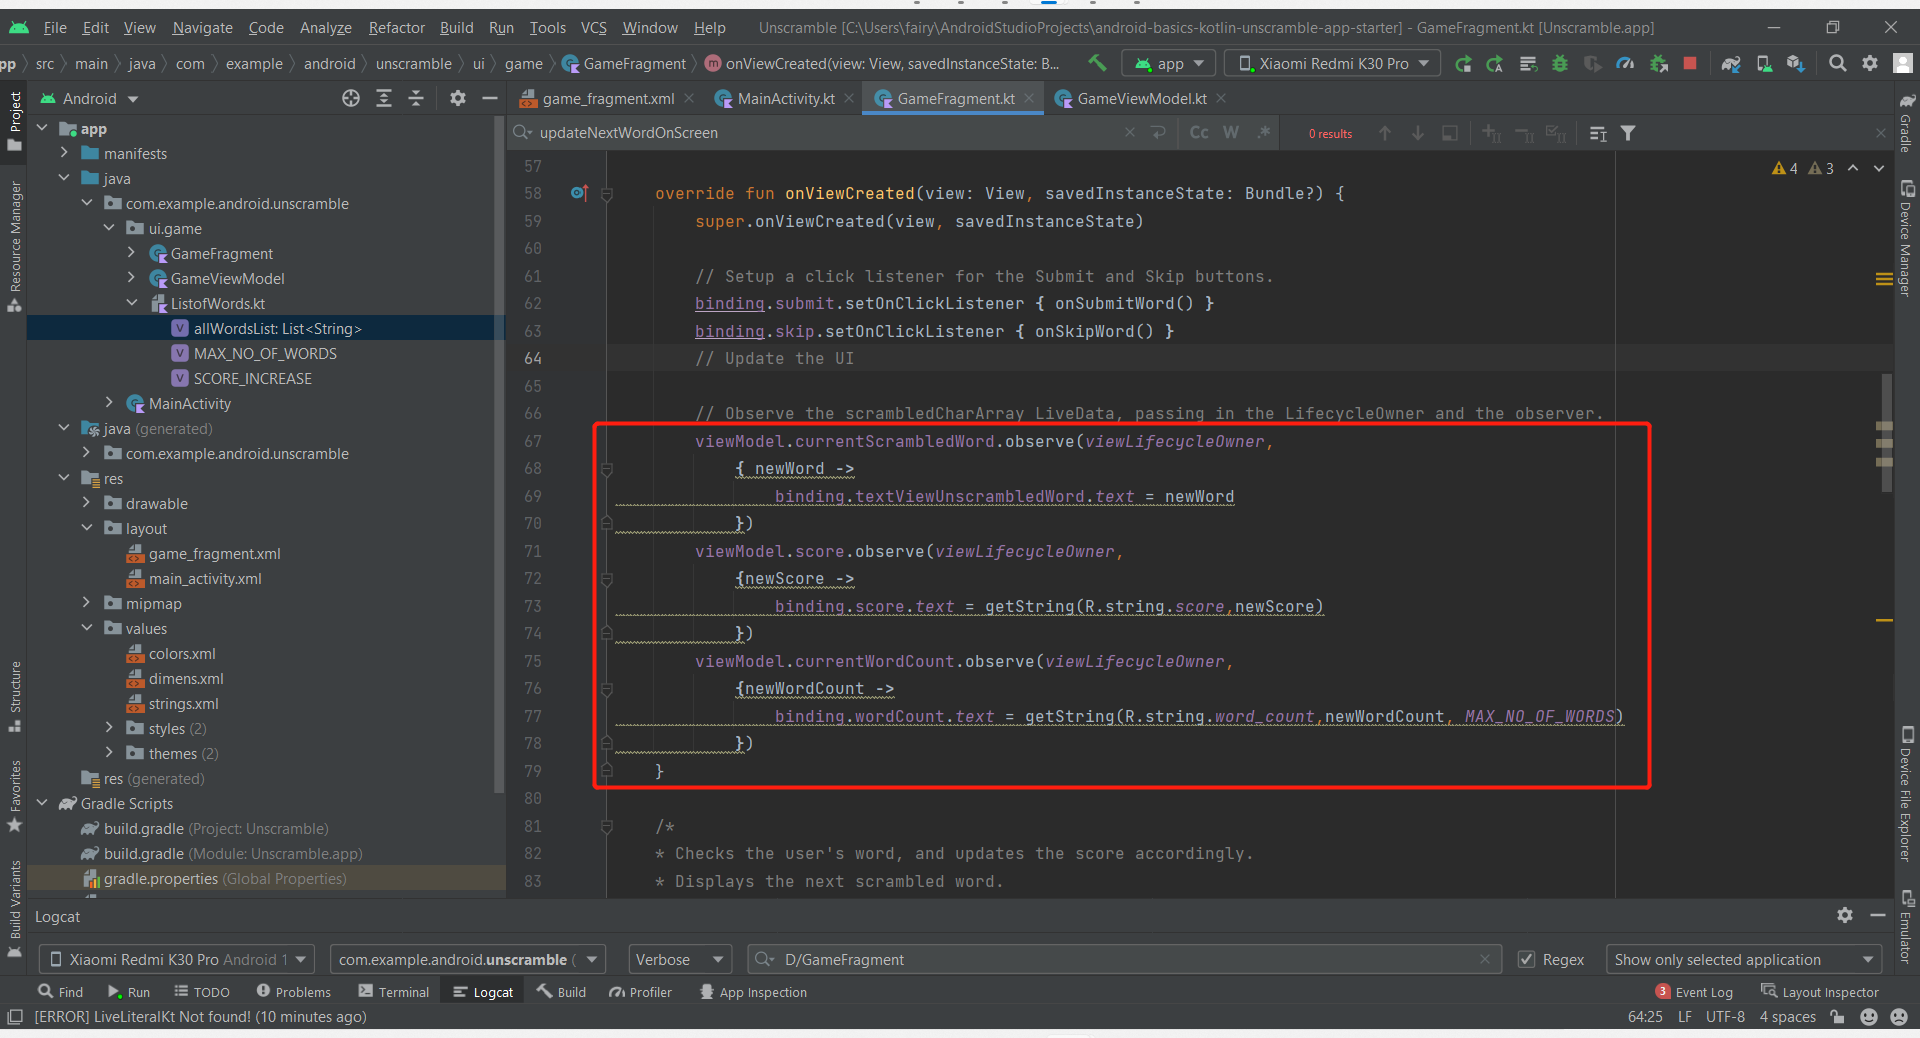 File Edit View Navigate Code Analyze Refactor Build Run Tools VCS Window Help Unscramble [C:\Users\fairy\AndroidStudioProjects\android-basics-kotlin-unscramble-app-starter] - GameFragment.kt [Unscramble.app]
pp src main java com example android unscramble ui game GameFragment onViewCreated(view: View, savedInstanceState: B... app Xiaomi Redmi K30 Pro
Android
game_fragment.xml MainActivity.kt GameFragment.kt GameViewModel.kt
updateNextWordOnScreen Cc W .* 0 results
4 3
Project
Resource Manager
Structure
Favorites
Build Variants
app
manifests
java
com.example.android.unscramble
ui.game
GameFragment
GameViewModel
ListofWords.kt
allWordsList: List<String>
MAX_NO_OF_WORDS
SCORE_INCREASE
MainActivity
java (generated)
com.example.android.unscramble
res
drawable
layout
game_fragment.xml
main_activity.xml
mipmap
values
colors.xml
dimens.xml
strings.xml
styles (2)
themes (2)
res (generated)
Gradle Scripts
build.gradle (Project: Unscramble)
build.gradle (Module: Unscramble.app)
gradle.properties (Global Properties)
57
58 override fun onViewCreated(view: View, savedInstanceState: Bundle?) {
59 super.onViewCreated(view, savedInstanceState)
60
61 // Setup a click listener for the Submit and Skip buttons.
62 binding.submit.setOnClickListener { onSubmitWord() }
63 binding.skip.setOnClickListener { onSkipWord() }
64 // Update the UI
65
66 // Observe the scrambledCharArray LiveData, passing in the LifecycleOwner and the observer.
67 viewModel.currentScrambledWord.observe(viewLifecycleOwner,
68 { newWord ->
69 binding.textViewUnscrambledWord.text = newWord
70 })
71 viewModel.score.observe(viewLifecycleOwner,
72 {newScore ->
73 binding.score.text = getString(R.string.score,newScore)
74 })
75 viewModel.currentWordCount.observe(viewLifecycleOwner,
76 {newWordCount ->
77 binding.wordCount.text = getString(R.string.word_count,newWordCount, MAX_NO_OF_WORDS)
78 })
79 }
80
81 /*
82 * Checks the user's word, and updates the score accordingly.
83 * Displays the next scrambled word.
Gradle
Device Manager
Device File Explorer
Emulator
Logcat
Xiaomi Redmi K30 Pro Android 1 com.example.android.unscramble ( Verbose D/GameFragment Regex Show only selected application
Find Run TODO Problems Terminal Logcat Build Profiler App Inspection 3 Event Log Layout Inspector
[ERROR] LiveLiteralKt Not found! (10 minutes ago) 64:25 LF UTF-8 4 spaces